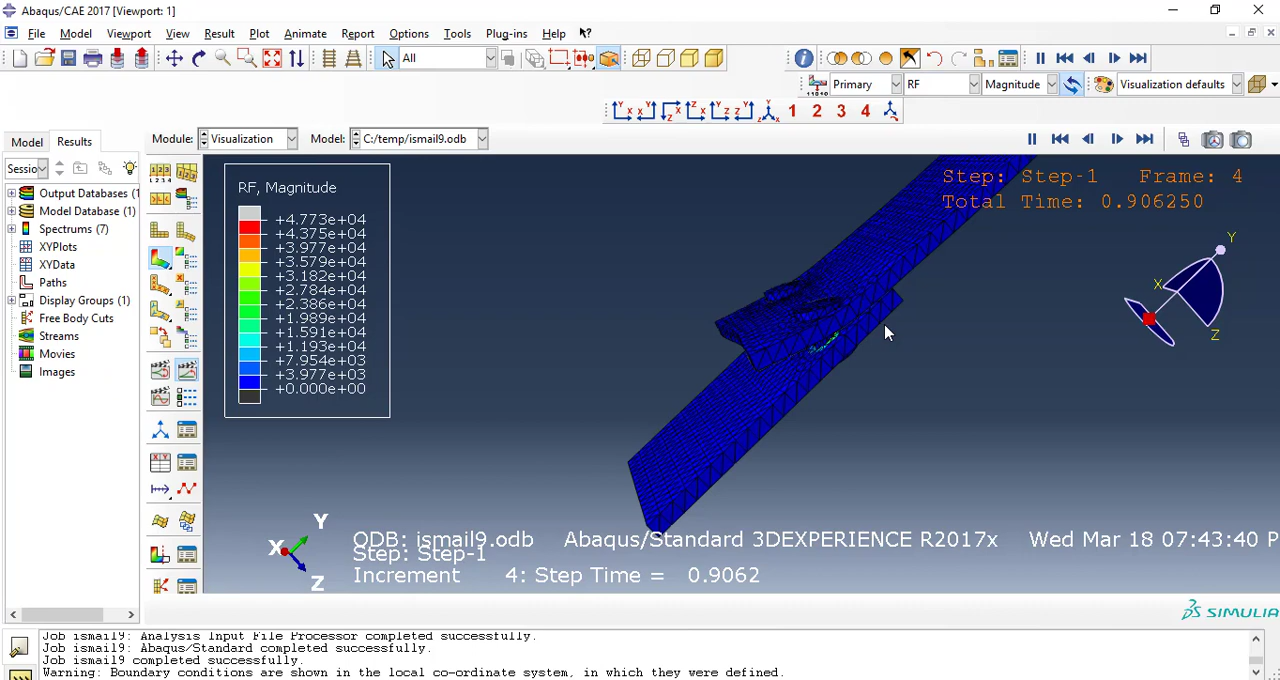 Abaqus/CAE 2017 [Viewport: 1]
File Model Viewport View Result Plot Animate Report Options Tools Plug-ins Help
All
Primary RF Magnitude Visualization defaults
1 2 3 4
Model Results Module: Visualization Model: C:/temp/ismail9.odb
Sessio
Output Databases (1
Model Database (1)
Spectrums (7)
XYPlots
XYData
Paths
Display Groups (1)
Free Body Cuts
Streams
Movies
Images
RF, Magnitude
+4.773e+04
+4.375e+04
+3.977e+04
+3.579e+04
+3.182e+04
+2.784e+04
+2.386e+04
+1.989e+04
+1.591e+04
+1.193e+04
+7.954e+03
+3.977e+03
+0.000e+00
Step: Step-1 Frame: 4
Total Time: 0.906250
Y
X
Z
Y
X
Z
ODB: ismail9.odb Abaqus/Standard 3DEXPERIENCE R2017x Wed Mar 18 07:43:40 P
Step: Step-1
Increment 4: Step Time = 0.9062
SIMULIA
Job ismail9: Analysis Input File Processor completed successfully.
Job ismail9: Abaqus/Standard completed successfully.
Job ismail9 completed successfully.
Warning: Boundary conditions are shown in the local co-ordinate system, in which they were defined.